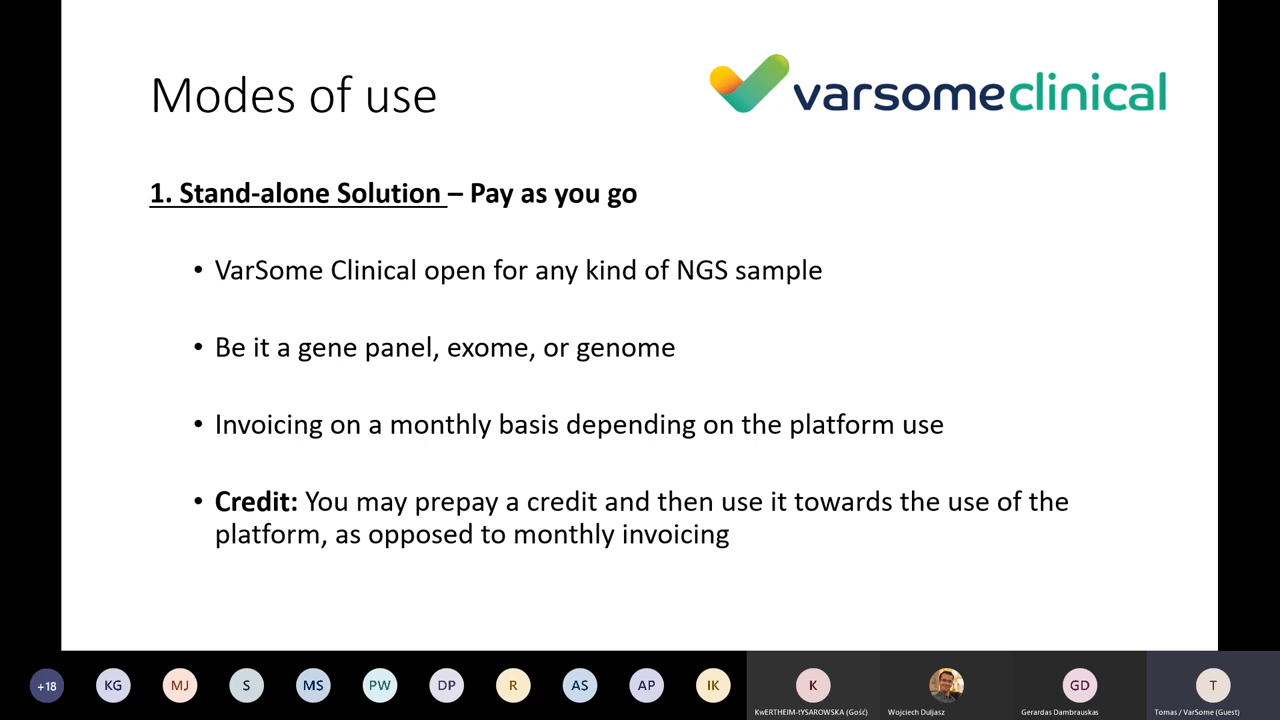 Modes of use
varsomeclinical
1. Stand-alone Solution – Pay as you go
• VarSome Clinical open for any kind of NGS sample
• Be it a gene panel, exome, or genome
• Invoicing on a monthly basis depending on the platform use
• Credit: You may prepay a credit and then use it towards the use of the
platform, as opposed to monthly invoicing
+18 KG MJ S MS PW DP R AS AP IK K GD T
KwERTHEIM-tYSAROWSKA (Gość) Wojciech Duljasz Gerardas Dambrauskas Tomas / VarSome (Guest)